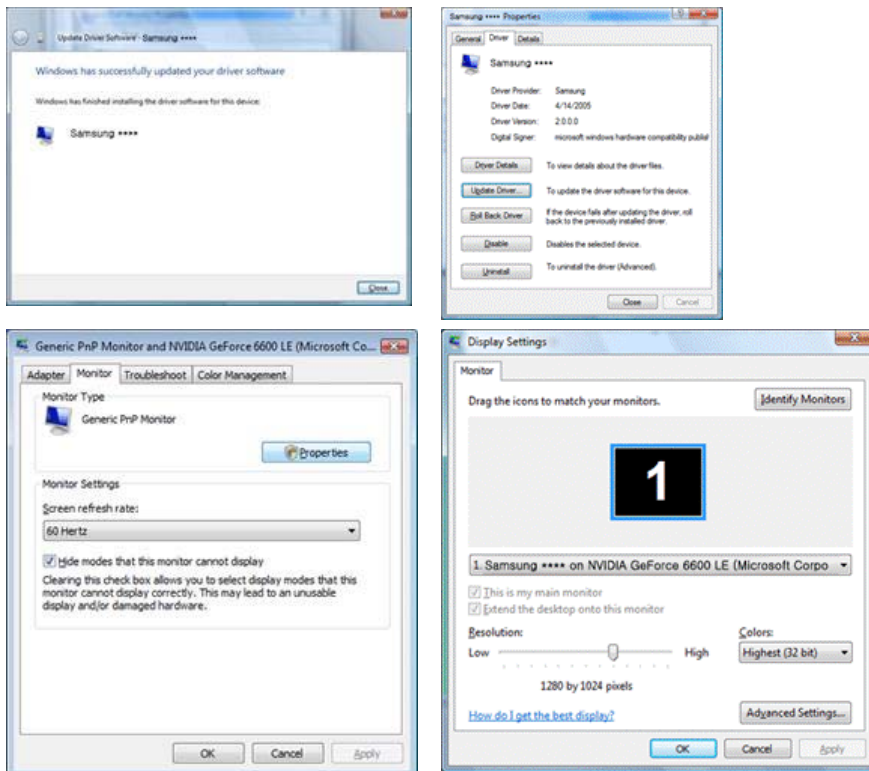 Update Driver Software - Samsung ****
Windows has successfully updated your driver software
Windows has finished installing the driver software for this device:
Samsung ****
Close
Samsung **** Properties
General Driver Details
Samsung ****
Driver Provider: Samsung
Driver Date: 4/14/2005
Driver Version: 2.0.0.0
Digital Signer: microsoft windows hardware compatibility publis
Driver Details To view details about the driver files.
Update Driver... To update the driver software for this device.
Roll Back Driver If the device fails after updating the driver, roll
back to the previously installed driver.
Disable Disables the selected device.
Uninstall To uninstall the driver (Advanced).
Close Cancel
Generic PnP Monitor and NVIDIA GeForce 6600 LE (Microsoft Co...
Adapter Monitor Troubleshoot Color Management
Monitor Type
Generic PnP Monitor
Properties
Monitor Settings
Screen refresh rate:
60 Hertz
Hide modes that this monitor cannot display
Clearing this check box allows you to select display modes that this
monitor cannot display correctly. This may lead to an unusable
display and/or damaged hardware.
OK Cancel Apply
Display Settings
Monitor
Drag the icons to match your monitors.
Identify Monitors
1
1. Samsung **** on NVIDIA GeForce 6600 LE (Microsoft Corpo
This is my main monitor
Extend the desktop onto this monitor
Resolution: Colors:
Low High Highest (32 bit)
1280 by 1024 pixels
How do I get the best display? Advanced Settings...
OK Cancel Apply